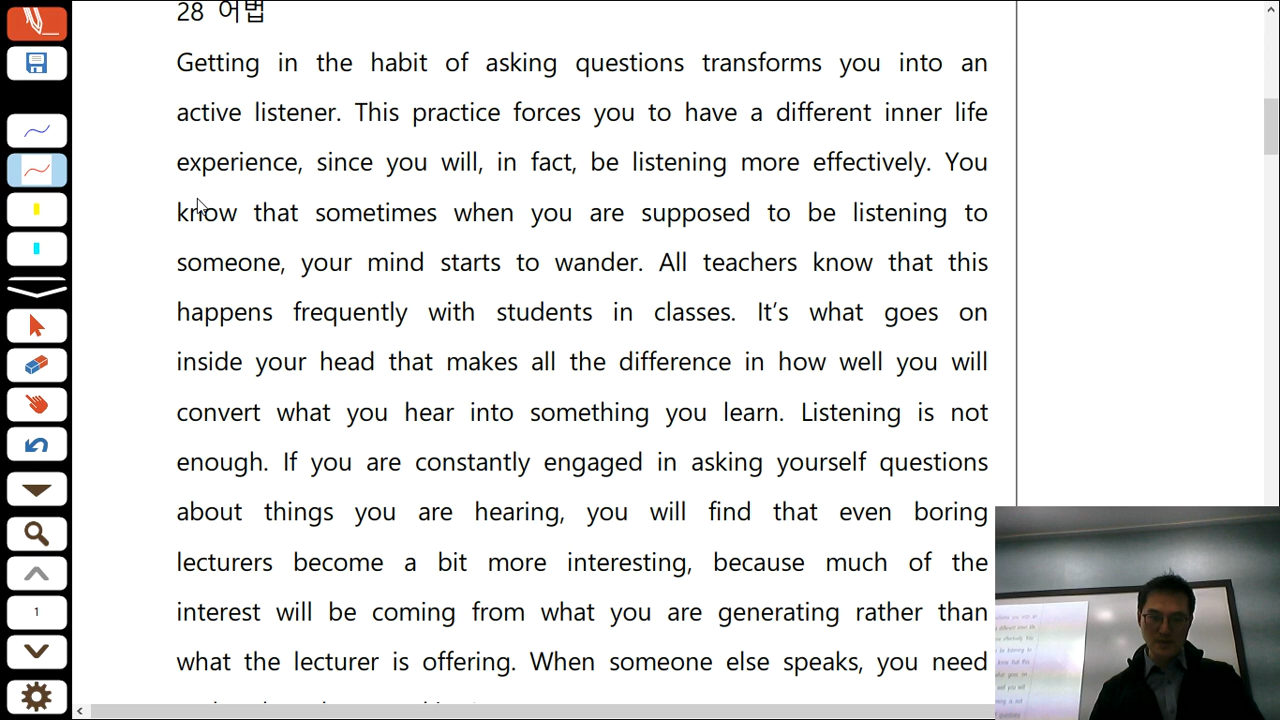 28 어법
Getting in the habit of asking questions transforms you into an
active listener. This practice forces you to have a different inner life
experience, since you will, in fact, be listening more effectively. You
know that sometimes when you are supposed to be listening to
someone, your mind starts to wander. All teachers know that this
happens frequently with students in classes. It’s what goes on
inside your head that makes all the difference in how well you will
convert what you hear into something you learn. Listening is not
enough. If you are constantly engaged in asking yourself questions
about things you are hearing, you will find that even boring
lecturers become a bit more interesting, because much of the
interest will be coming from what you are generating rather than
what the lecturer is offering. When someone else speaks, you need
1